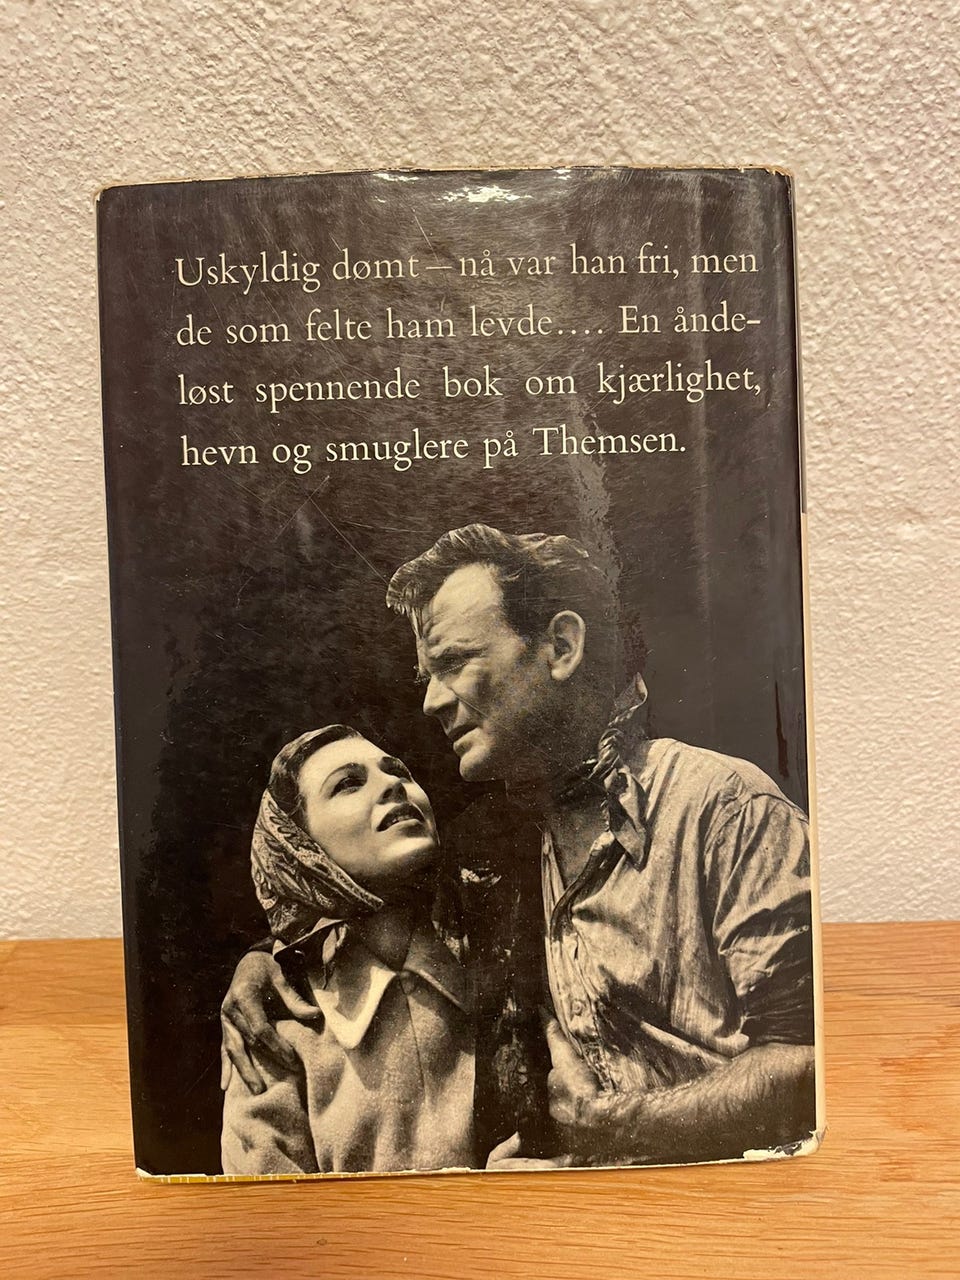 Uskyldig dømt – nå var han fri, men
de som felte ham levde.... En ånde-
løst spennende bok om kjærlighet,
hevn og smuglere på Themsen.